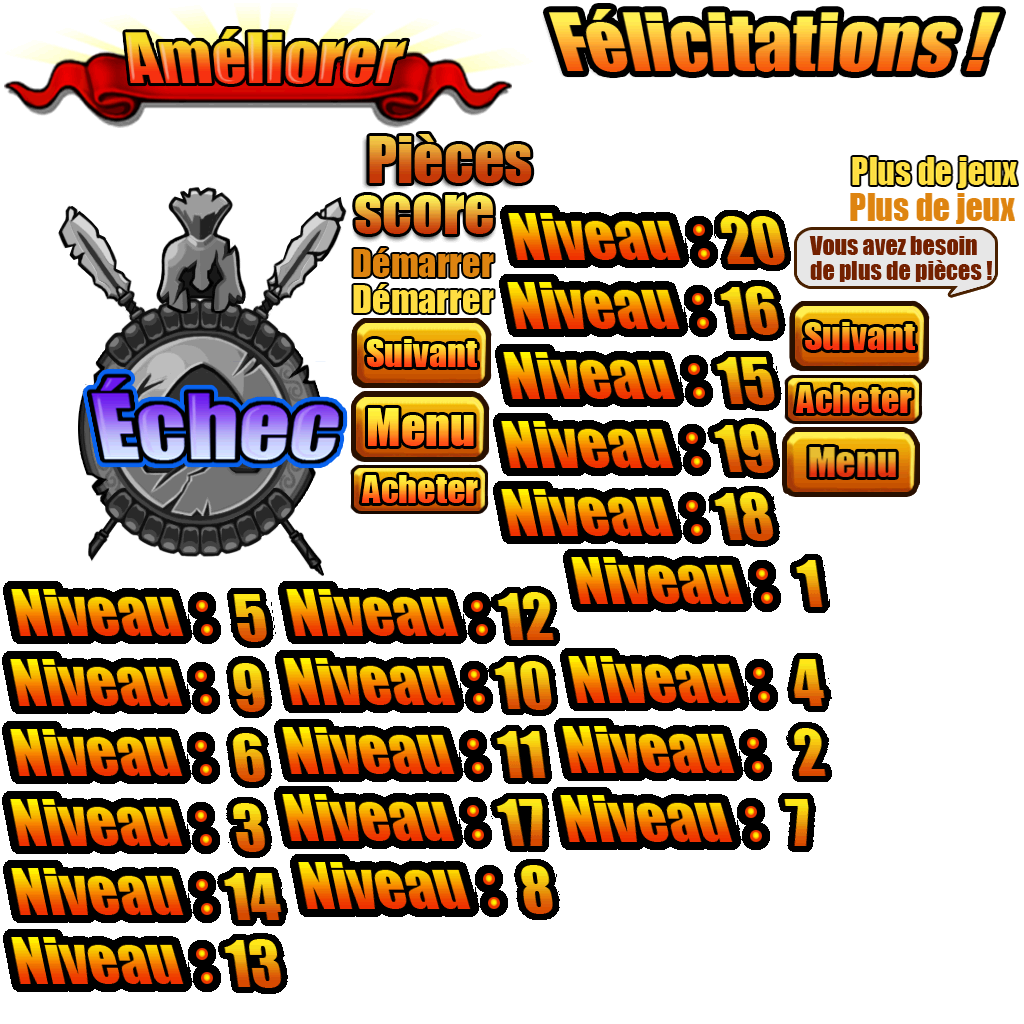 Améliorer
Félicitations !
Pièces
score
Démarrer
Démarrer
Suivant
Menu
Acheter
Échec
Niveau : 20
Niveau : 16
Niveau : 15
Niveau : 19
Niveau : 18
Plus de jeux
Plus de jeux
Vous avez besoin
de plus de pièces !
Suivant
Acheter
Menu
Niveau : 1
Niveau : 5
Niveau : 12
Niveau : 9
Niveau : 10
Niveau : 4
Niveau : 6
Niveau : 11
Niveau : 2
Niveau : 3
Niveau : 17
Niveau : 7
Niveau : 14
Niveau : 8
Niveau : 13